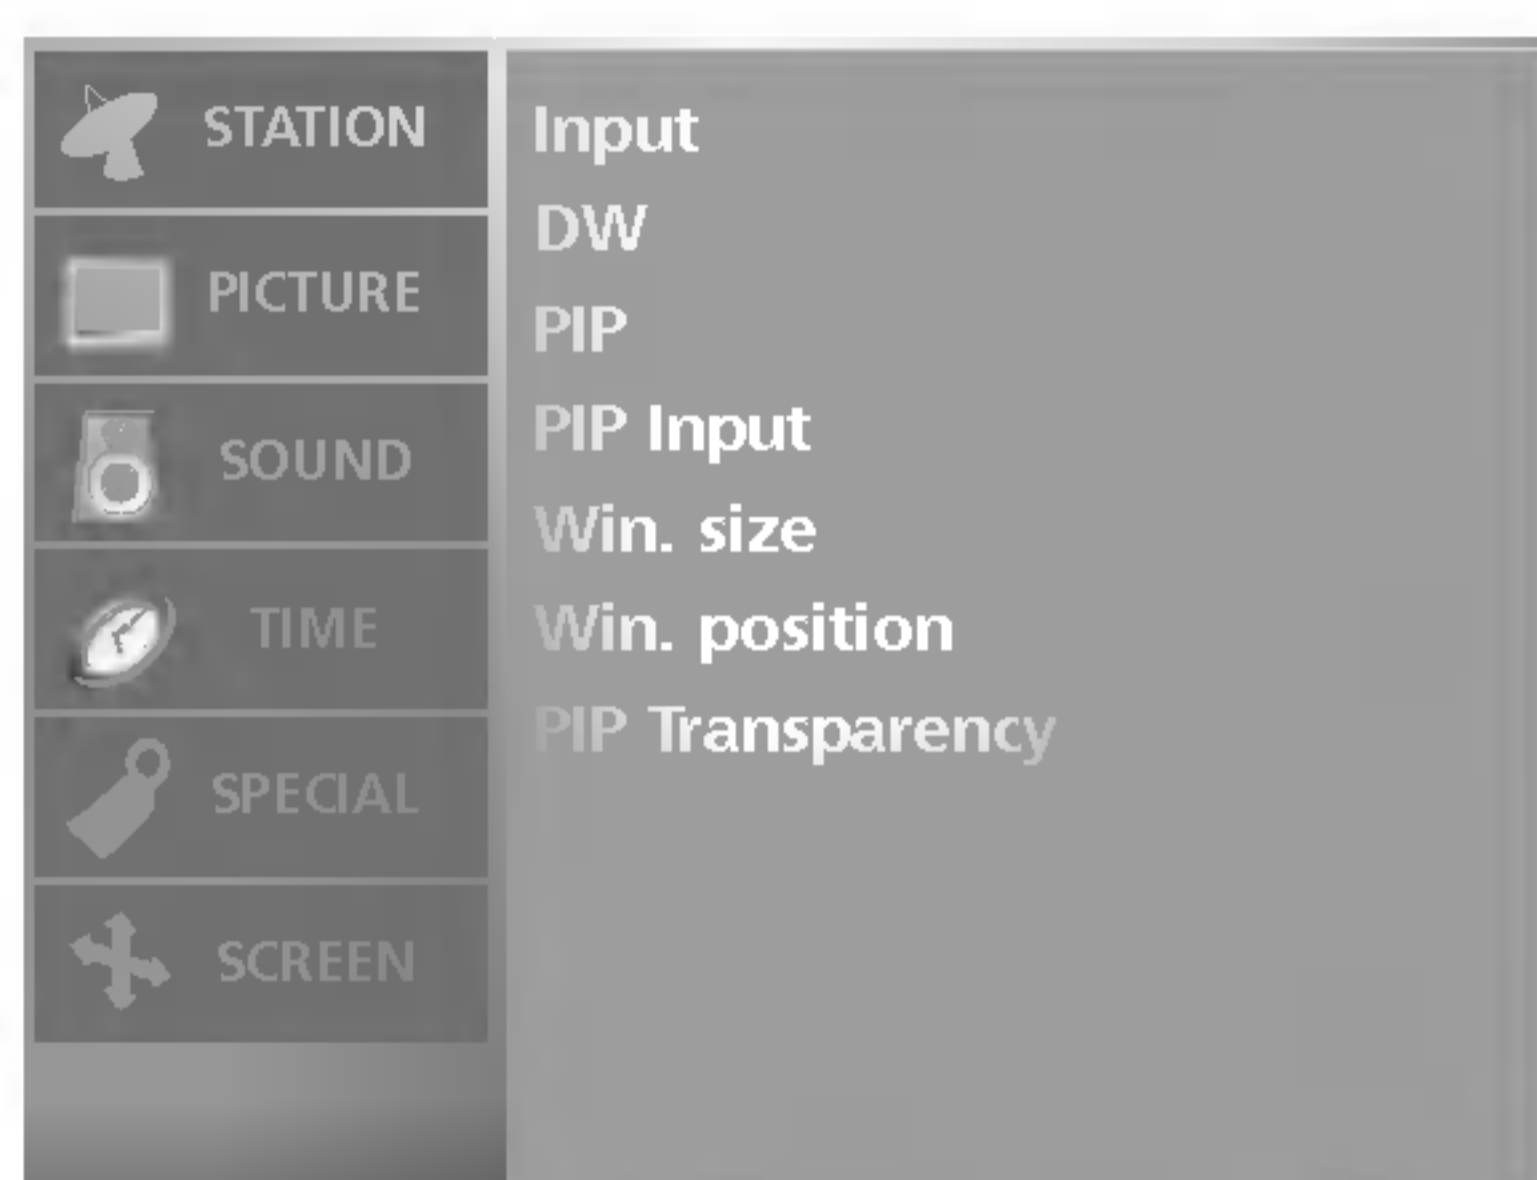 STATION
PICTURE
SOUND
TIME
SPECIAL
SCREEN
Input
DW
PIP
PIP Input
Win. size
Win. position
PIP Transparency